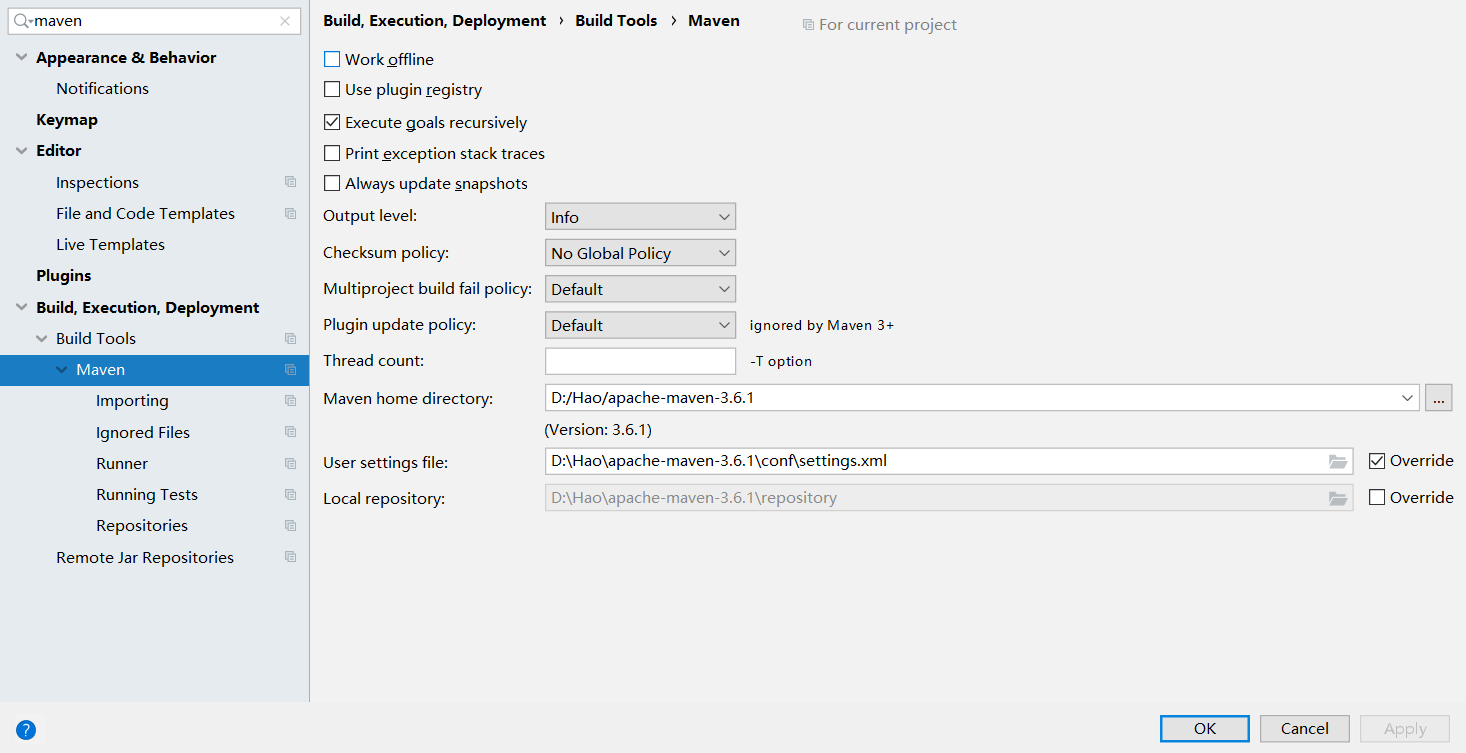 maven
Appearance & Behavior
Notifications
Keymap
Editor
Inspections
File and Code Templates
Live Templates
Plugins
Build, Execution, Deployment
Build Tools
Maven
Importing
Ignored Files
Runner
Running Tests
Repositories
Remote Jar Repositories
Build, Execution, Deployment › Build Tools › Maven For current project
Work offline
Use plugin registry
Execute goals recursively
Print exception stack traces
Always update snapshots
Output level: Info
Checksum policy: No Global Policy
Multiproject build fail policy: Default
Plugin update policy: Default ignored by Maven 3+
Thread count: -T option
Maven home directory: D:/Hao/apache-maven-3.6.1 ...
(Version: 3.6.1)
User settings file: D:\Hao\apache-maven-3.6.1\conf\settings.xml Override
Local repository: D:\Hao\apache-maven-3.6.1\repository Override
? OK Cancel Apply